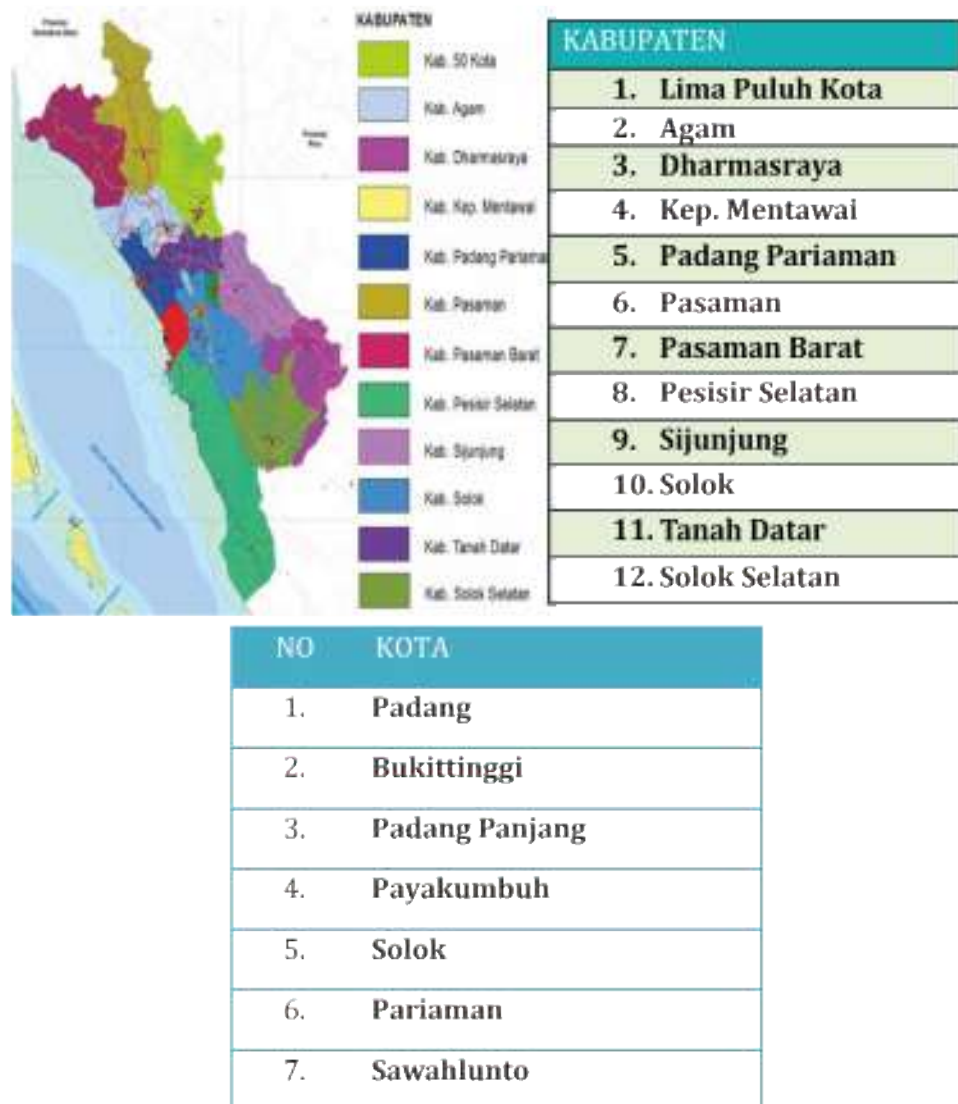 KABUPATEN
Kab. 50 Kota
Kab. Agam
Kab. Dharmasraya
Kab. Kep. Mentawai
Kab. Padang Pariama
Kab. Pasaman
Kab. Pasaman Barat
Kab. Pesisir Selatan
Kab. Sijunjung
Kab. Solok
Kab. Tanah Datar
Kab. Solok Selatan
KABUPATEN
1. Lima Puluh Kota
2. Agam
3. Dharmasraya
4. Kep. Mentawai
5. Padang Pariaman
6. Pasaman
7. Pasaman Barat
8. Pesisir Selatan
9. Sijunjung
10. Solok
11. Tanah Datar
12. Solok Selatan
NO KOTA
1. Padang
2. Bukittinggi
3. Padang Panjang
4. Payakumbuh
5. Solok
6. Pariaman
7. Sawahlunto